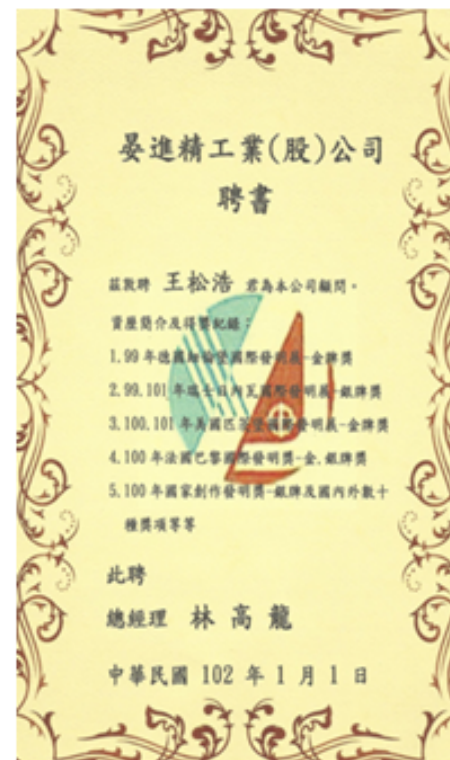 晏進精工業(股)公司
聘書
茲敦聘 王松浩 君為本公司顧問。
資歷簡介及得獎紀錄：
1.99年德國紐倫堡國際發明展-金牌獎
2.99.101年瑞士日內瓦國際發明展-銀牌獎
3.100.101年美國匹茲堡國際發明展-金牌獎
4.100年法國巴黎國際發明獎-金.銀牌獎
5.100年國家創作發明獎-銀牌及國內外數十
種獎項等等
此聘
總經理 林高龍
中華民國 102 年 1 月 1 日